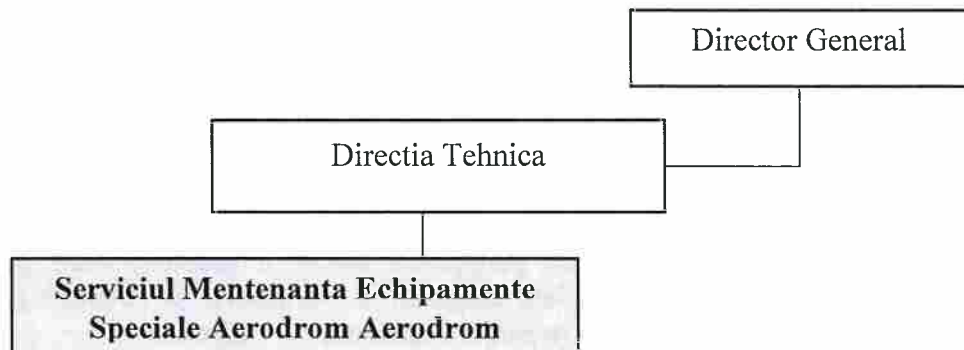 Director General
Directia Tehnica
Serviciul Mentenanta Echipamente
Speciale Aerodrom Aerodrom